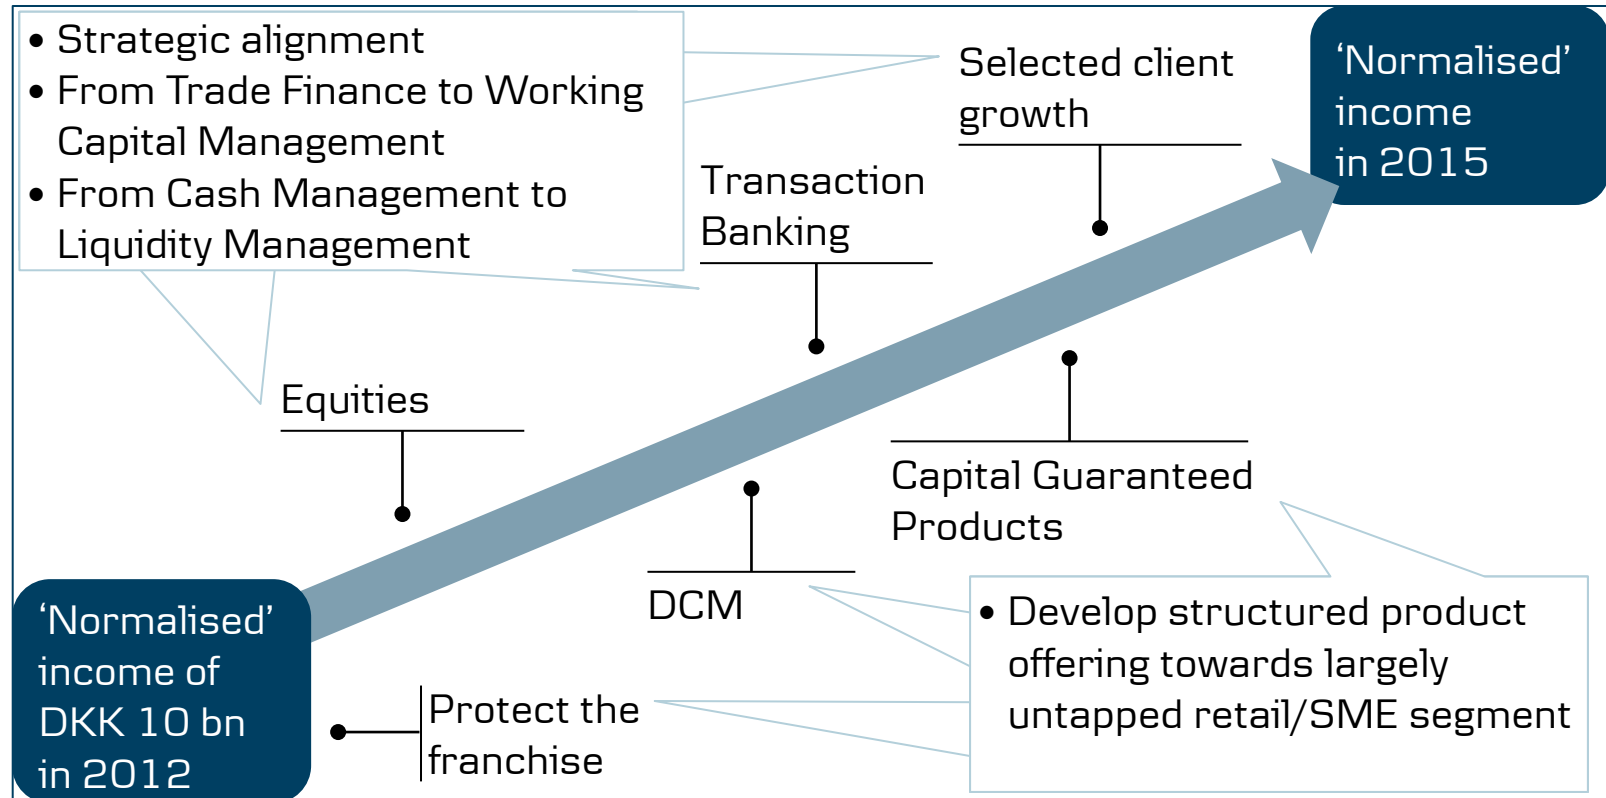 • Strategic alignment
• From Trade Finance to Working
Capital Management
• From Cash Management to
Liquidity Management
Selected client
growth
‘Normalised’
income
in 2015
Transaction
Banking
Equities
Capital Guaranteed
Products
DCM
• Develop structured product
offering towards largely
untapped retail/SME segment
‘Normalised’
income of
DKK 10 bn
in 2012
Protect the
franchise